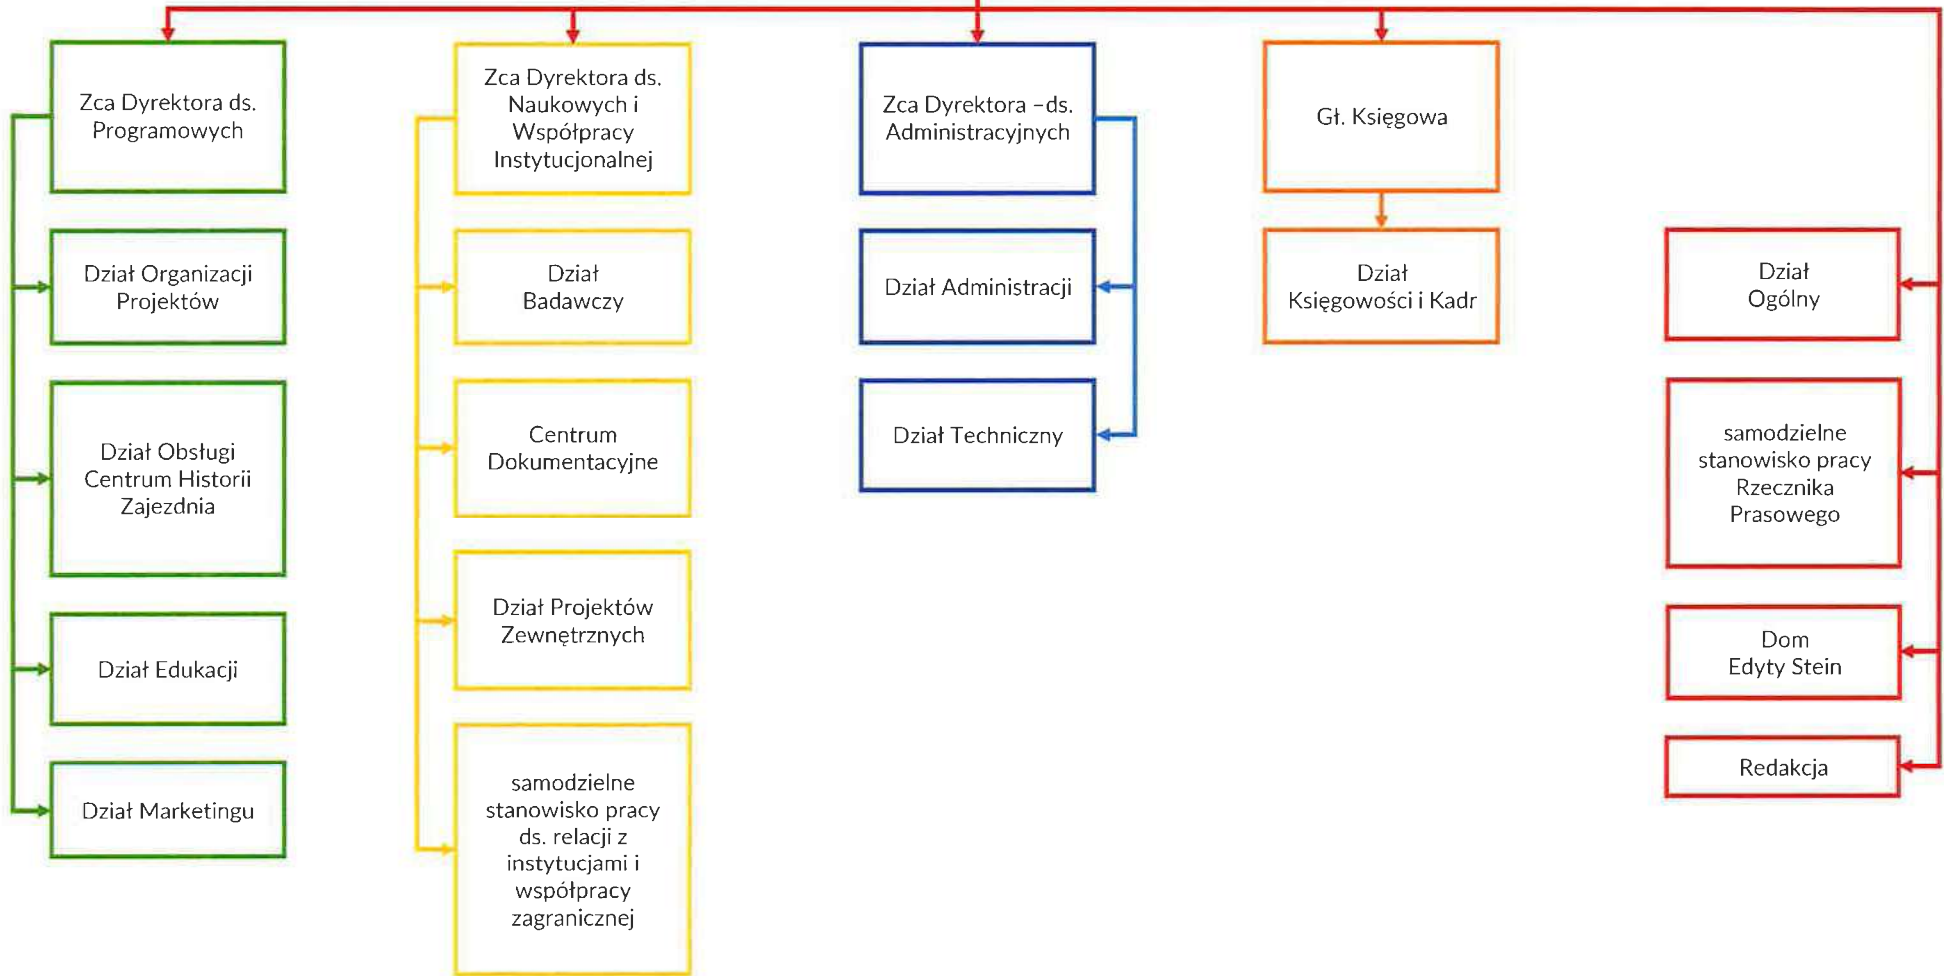 Zca Dyrektora ds.
Programowych
Dział Organizacji
Projektów
Dział Obsługi
Centrum Historii
Zajezdnia
Dział Edukacji
Dział Marketingu
Zca Dyrektora ds.
Naukowych i
Współpracy
Instytucjonalnej
Dział
Badawczy
Centrum
Dokumentacyjne
Dział Projektów
Zewnętrznych
samodzielne
stanowisko pracy
ds. relacji z
instytucjami i
współpracy
zagranicznej
Zca Dyrektora –ds.
Administracyjnych
Dział Administracji
Dział Techniczny
Gł. Księgowa
Dział
Księgowości i Kadr
Dział
Ogólny
samodzielne
stanowisko pracy
Rzecznika
Prasowego
Dom
Edyty Stein
Redakcja